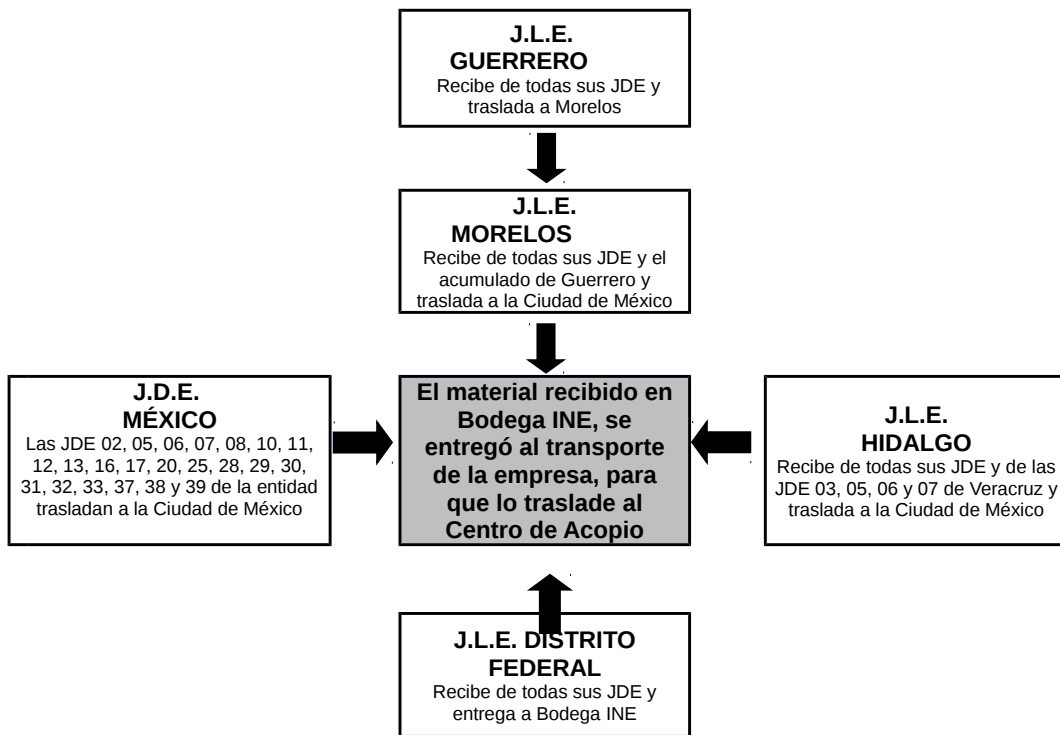 J.L.E.
GUERRERO
Recibe de todas sus JDE y
traslada a Morelos
J.L.E.
MORELOS
Recibe de todas sus JDE y el
acumulado de Guerrero y
traslada a la Ciudad de México
J.D.E.
MÉXICO
Las JDE 02, 05, 06, 07, 08, 10, 11,
12, 13, 16, 17, 20, 25, 28, 29, 30,
31, 32, 33, 37, 38 y 39 de la entidad
trasladan a la Ciudad de México
El material recibido en
Bodega INE, se
entregó al transporte
de la empresa, para
que lo traslade al
Centro de Acopio
J.L.E.
HIDALGO
Recibe de todas sus JDE y de las
JDE 03, 05, 06 y 07 de Veracruz y
traslada a la Ciudad de México
J.L.E. DISTRITO
FEDERAL
Recibe de todas sus JDE y
entrega a Bodega INE